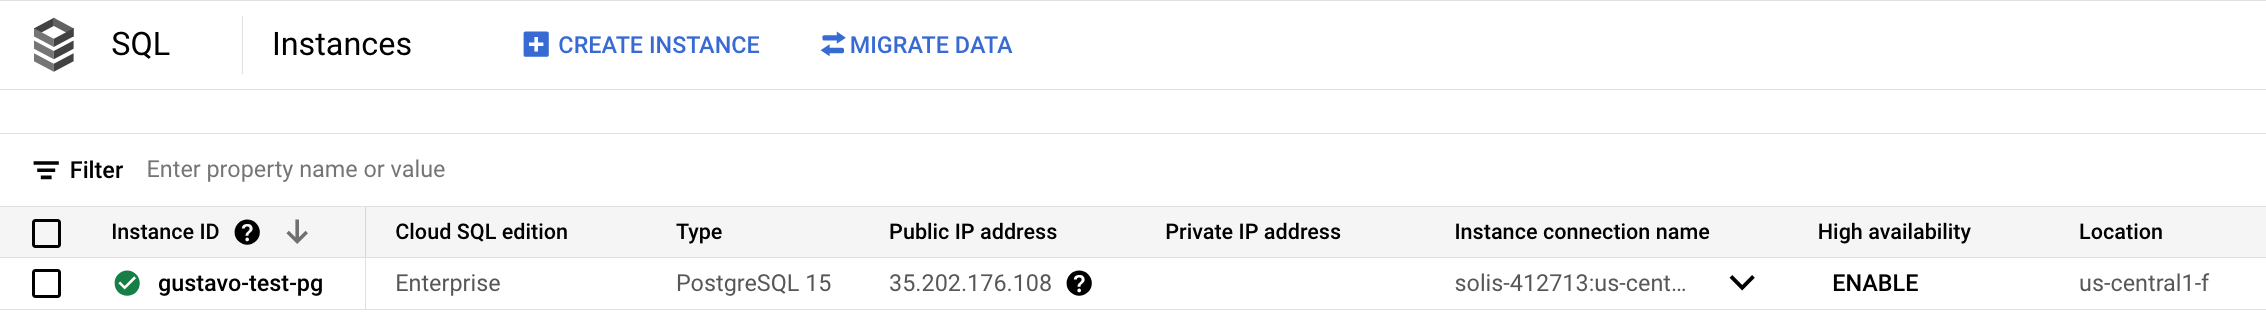 SQL Instances CREATE INSTANCE MIGRATE DATA
Filter Enter property name or value
Instance ID ? Cloud SQL edition Type Public IP address Private IP address Instance connection name High availability Location
gustavo-test-pg Enterprise PostgreSQL 15 35.202.176.108 ? solis-412713:us-cent... ENABLE us-central1-f